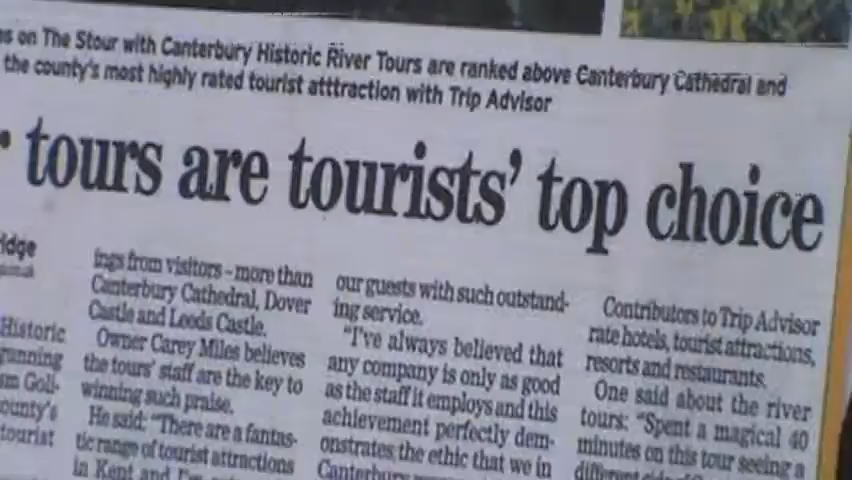 on The Stour with Canterbury Historic River Tours are ranked above Canterbury Cathedral and
the county's most highly rated tourist atttraction with Trip Advisor
tours are tourists' top choice
ings from visitors – more than
Canterbury Cathedral, Dover
Castle and Leeds Castle.
Owner Carey Miles believes
the tours' staff are the key to
winning such praise.
He said: "There are a fantas-
tic range of tourist attractions
in Kent and
our guests with such outstand-
ing service.
"I've always believed that
any company is only as good
as the staff it employs and this
achievement perfectly dem-
onstrates the ethic that we in
Canterbury
Contributors to Trip Advisor
rate hotels, tourist attractions,
resorts and restaurants.
One said about the river
tours: "Spent a magical 40
minutes on this tour seeing a
different
Historic
tourist